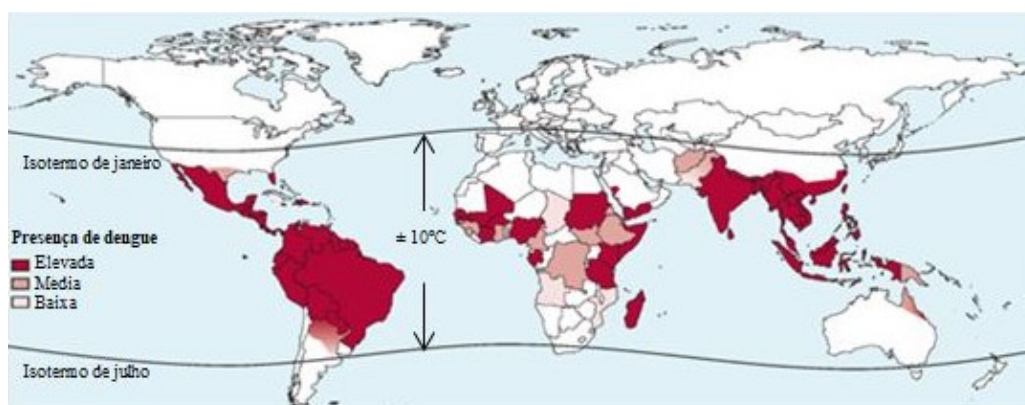 Isotermo de janeiro
Presença de dengue
± 10ºC
Elevada
Media
Baixa
Isotermo de julho